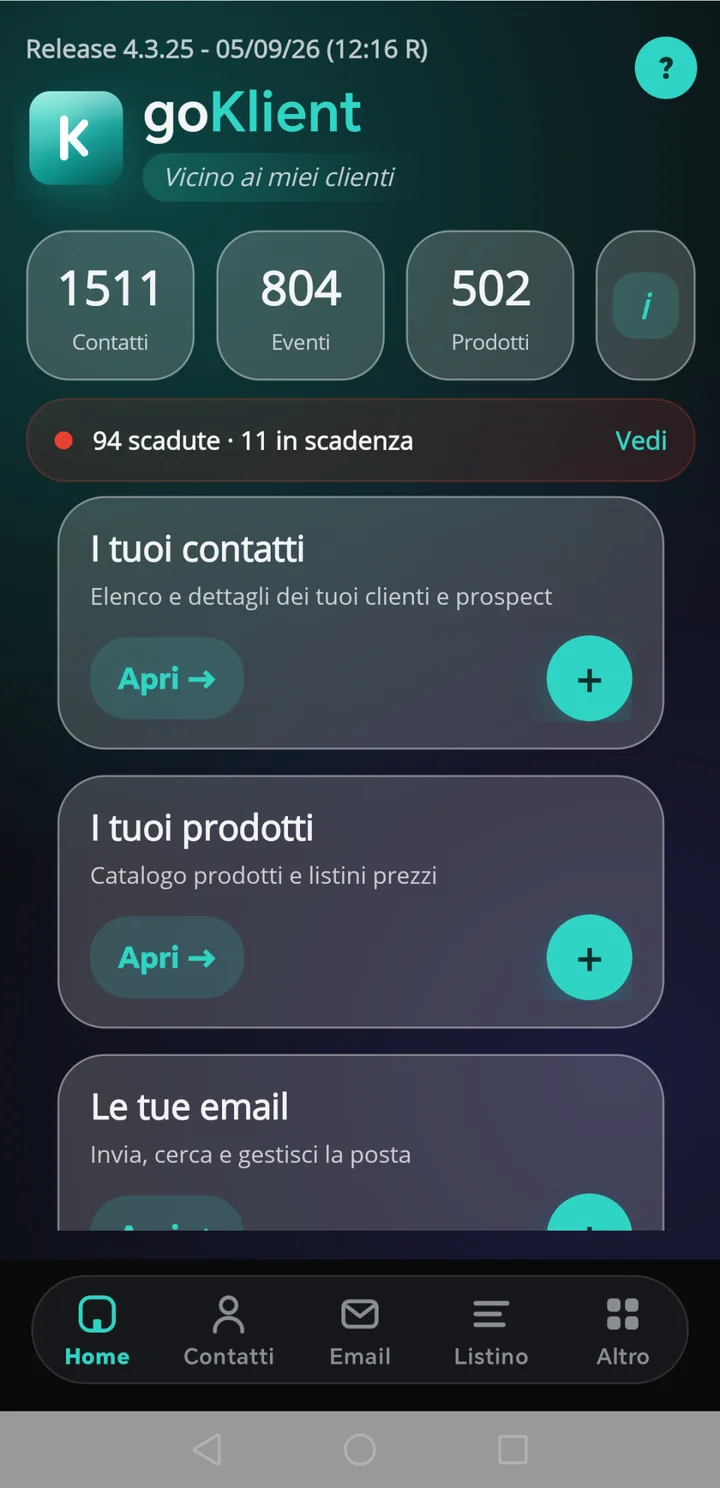 Release 4.3.25 - 05/09/26 (12:16 R)
?
K
goKlient
Vicino ai miei clienti
1511
Contatti
804
Eventi
502
Prodotti
i
94 scadute · 11 in scadenza
Vedi
I tuoi contatti
Elenco e dettagli dei tuoi clienti e prospect
Apri →
+
I tuoi prodotti
Catalogo prodotti e listini prezzi
Apri →
+
Le tue email
Invia, cerca e gestisci la posta
Home
Contatti
Email
Listino
Altro